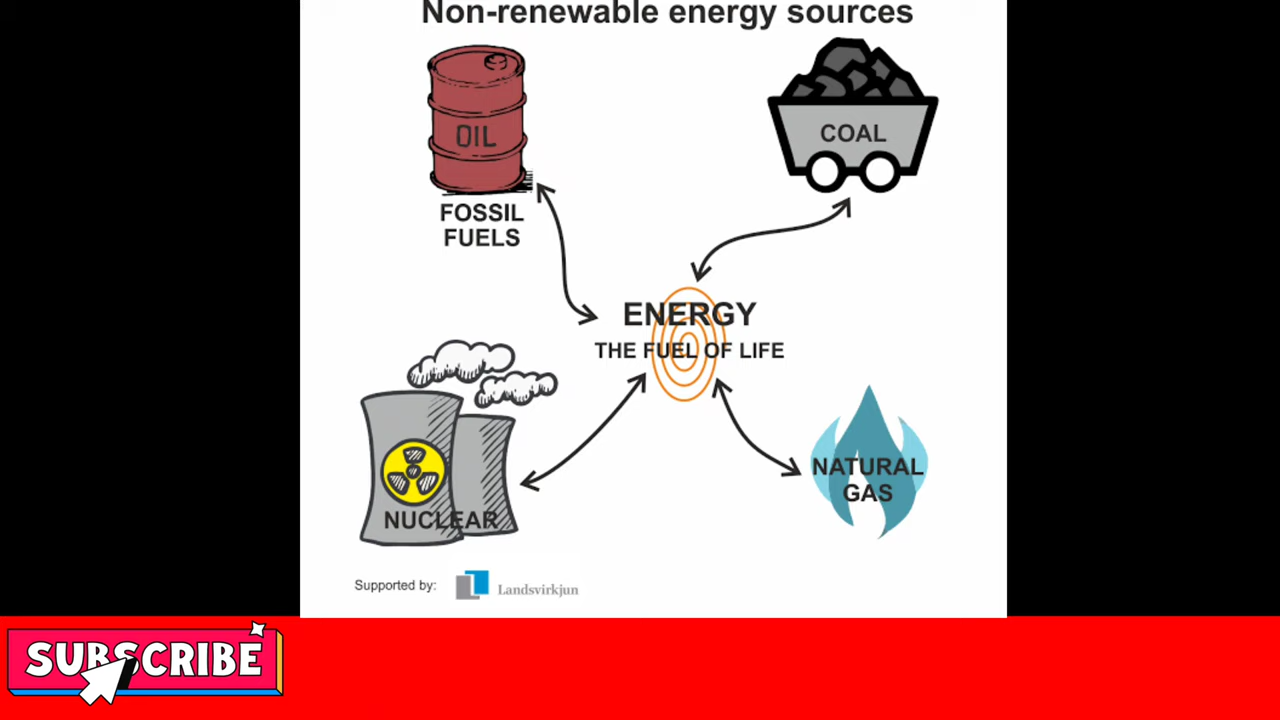 Non-renewable energy sources
OIL
COAL
FOSSIL
FUELS
ENERGY
THE FUEL OF LIFE
NATURAL
GAS
NUCLEAR
Supported by:
Landsvirkjun
SUBSCRIBE